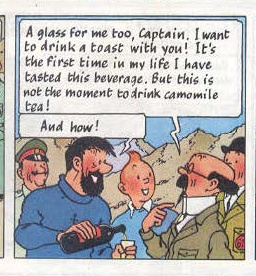 A glass for me too, Captain. I want
to drink a toast with you! It's
the first time in my life I have
tasted this beverage. But this is
not the moment to drink camomile
tea!
And how!